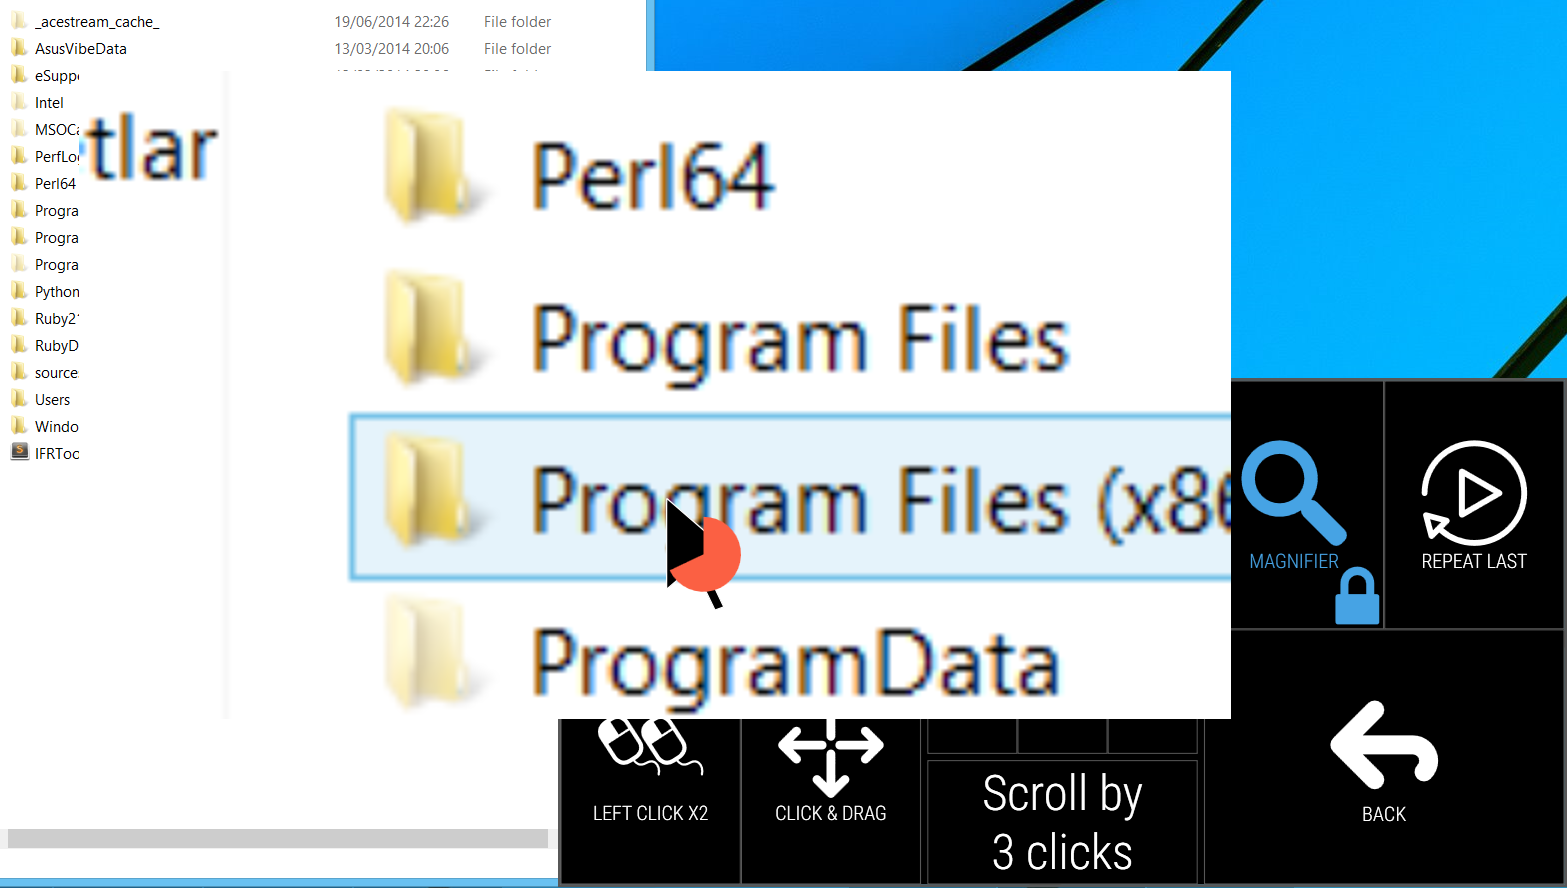 _acestream_cache_ 19/06/2014 22:26 File folder
AsusVibeData 13/03/2014 20:06 File folder
eSuppo
Intel
MSOCa
PerfLog
Perl64
Progra
Progra
Progra
Python
Ruby2
RubyD
source
Users
Windo
IFRToo
tlar
Perl64
Program Files
Program Files (x86
ProgramData
MAGNIFIER
REPEAT LAST
LEFT CLICK X2
CLICK & DRAG
Scroll by
3 clicks
BACK